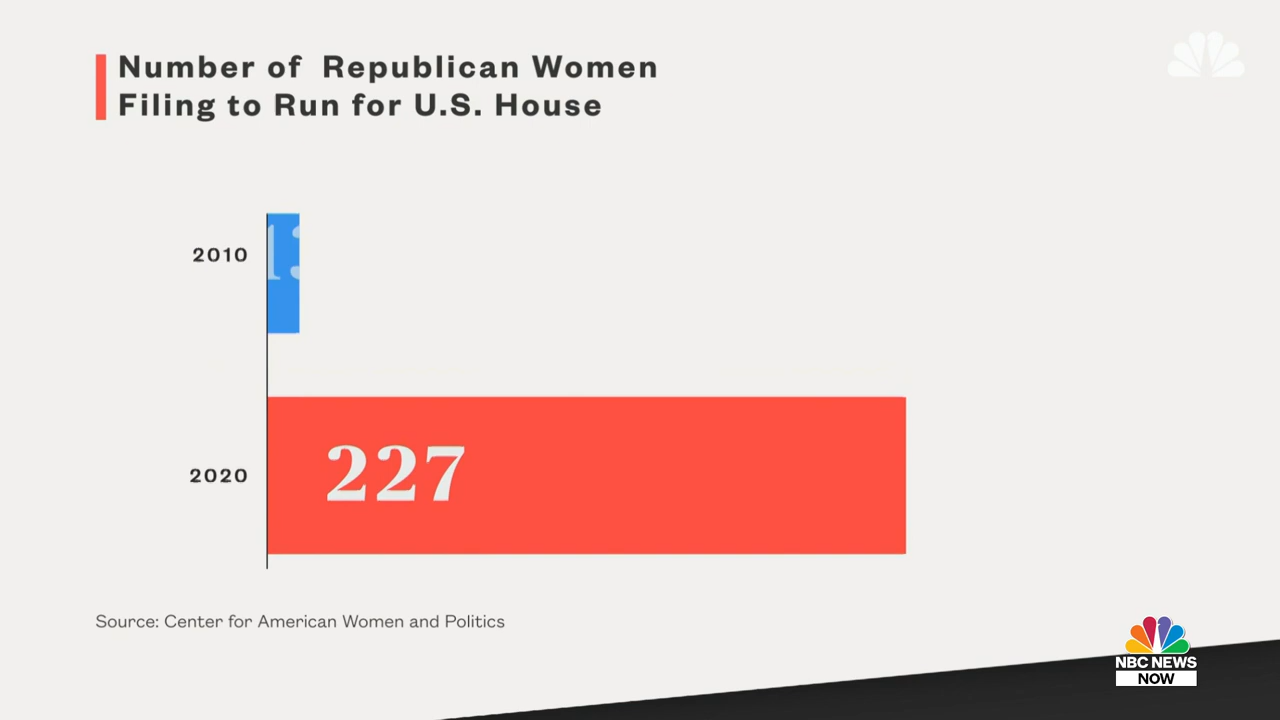 Number of Republican Women
Filing to Run for U.S. House
2010
2020
227
Source: Center for American Women and Politics
NBC NEWS
NOW